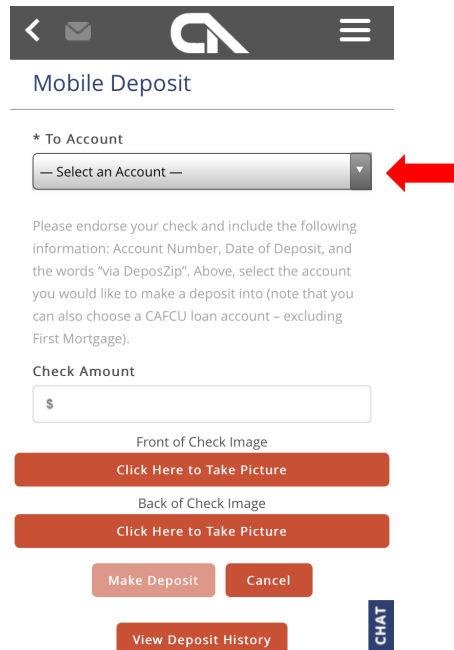 Mobile Deposit
* To Account
— Select an Account —
Please endorse your check and include the following
information: Account Number, Date of Deposit, and
the words “via DeposZip”. Above, select the account
you would like to make a deposit into (note that you
can also choose a CAFCU loan account – excluding
First Mortgage).
Check Amount
$
Front of Check Image
Click Here to Take Picture
Back of Check Image
Click Here to Take Picture
Make Deposit Cancel
CHAT
View Deposit History